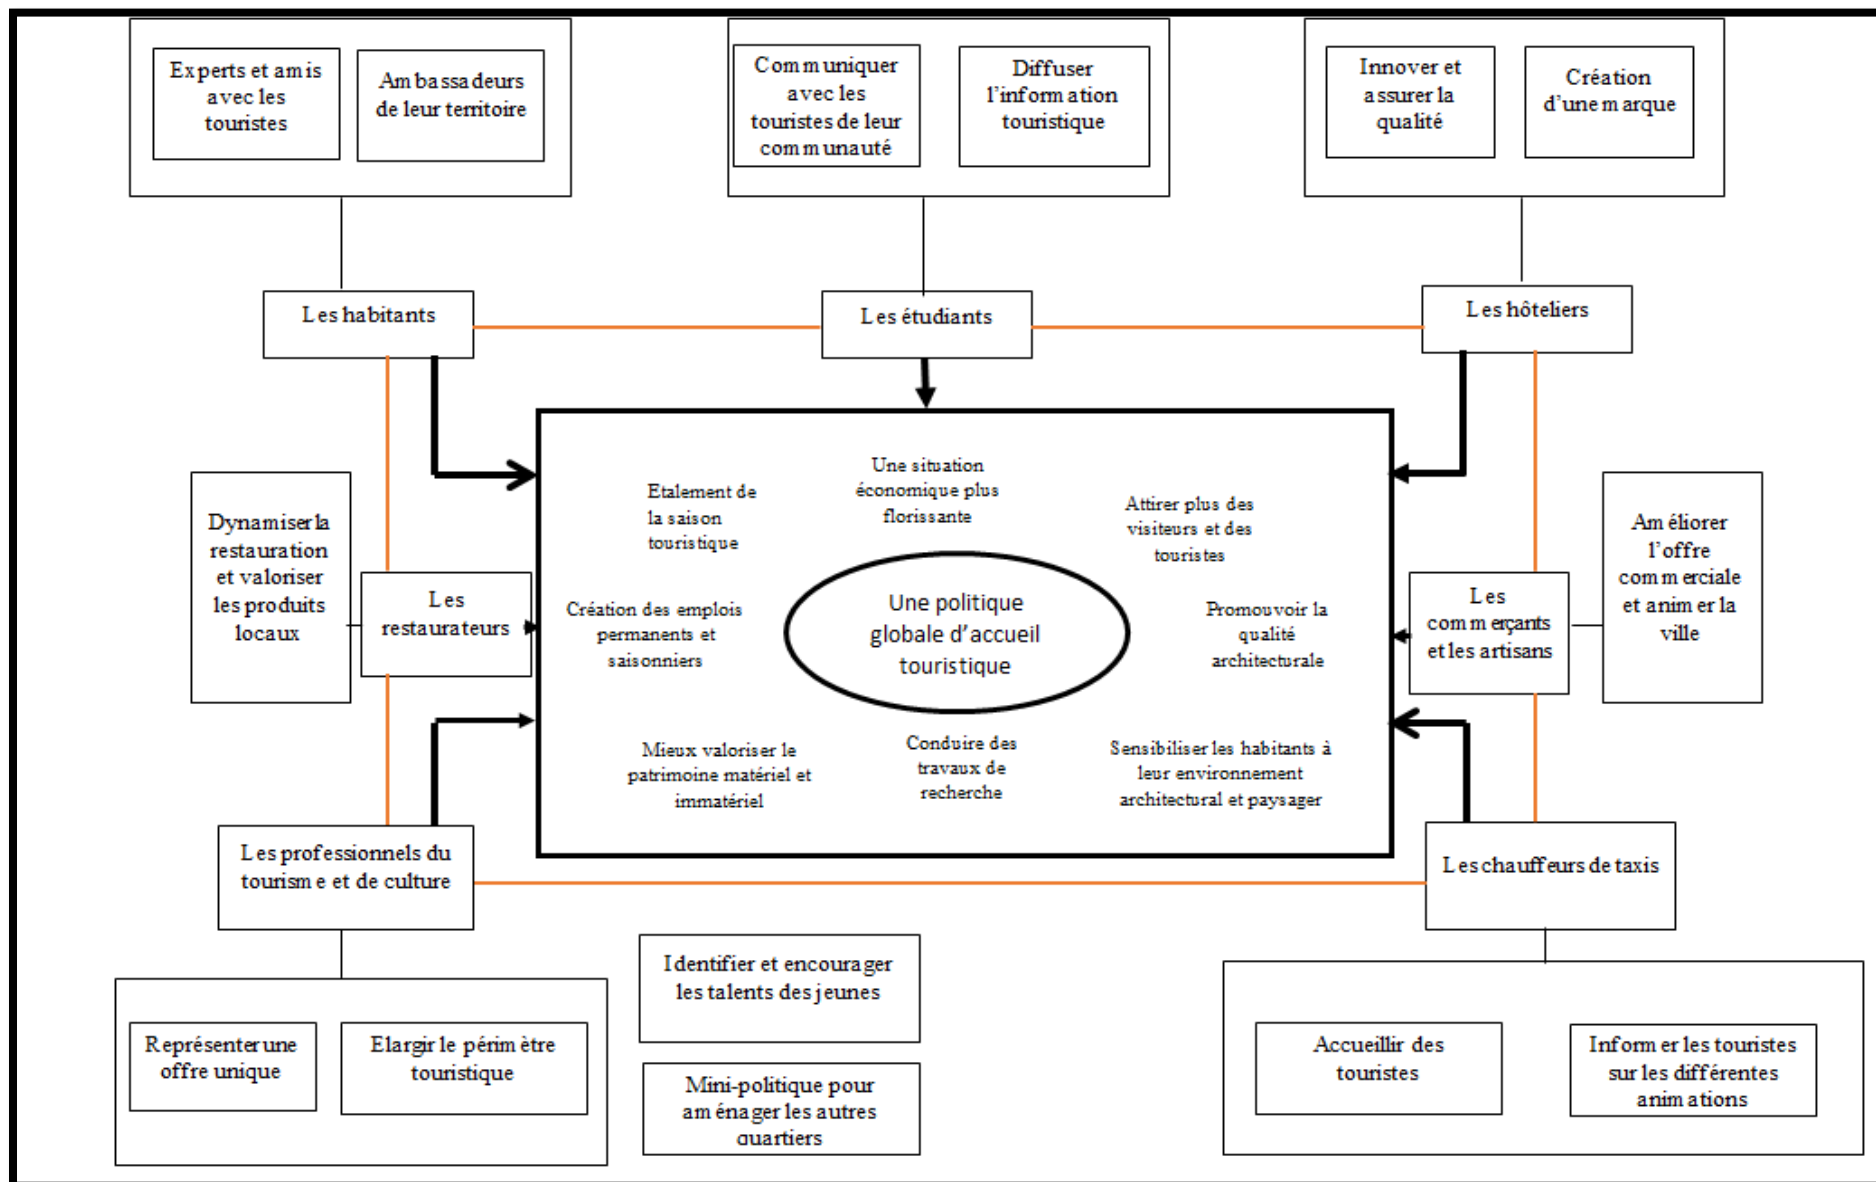 Experts et amis
avec les
touristes
Ambassadeurs
de leur territoire
Communiquer
avec les
touristes de leur
communauté
Diffuser
l'information
touristique
Innover et
assurer la
qualité
Création
d'une marque
Les habitants
Les étudiants
Les hôteliers
Dynamiser la
restauration
et valoriser
les produits
locaux
Les
restaurateurs
Etalement de
la saison
touristique
Une situation
économique plus
florissante
Attirer plus des
visiteurs et des
touristes
Création des emplois
permanents et
saisonniers
Une politique
globale d'accueil
touristique
Promouvoir la
qualité
architecturale
Mieux valoriser le
patrimoine matériel et
immatériel
Conduire des
travaux de
recherche
Sensibiliser les habitants à
leur environnement
architectural et paysager
Les
commerçants
et les artisans
Améliorer
l'offre
commerciale
et animer la
ville
Les professionnels du
tourisme et de culture
Les chauffeurs de taxis
Représenter une
offre unique
Elargir le périmètre
touristique
Identifier et encourager
les talents des jeunes
Mini-politique pour
aménager les autres
quartiers
Accueillir des
touristes
Informer les touristes
sur les différentes
animations